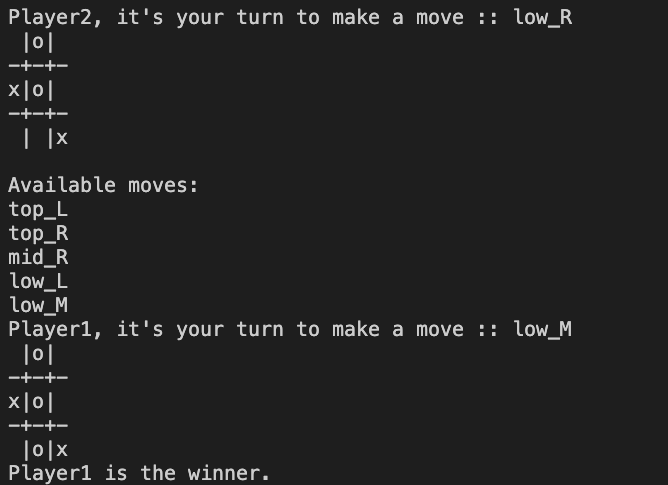 Player2, it's your turn to make a move :: low_R
 |o|
-+-+-
x|o|
-+-+-
 | |x

Available moves:
top_L
top_R
mid_R
low_L
low_M
Player1, it's your turn to make a move :: low_M
 |o|
-+-+-
x|o|
-+-+-
 |o|x
Player1 is the winner.